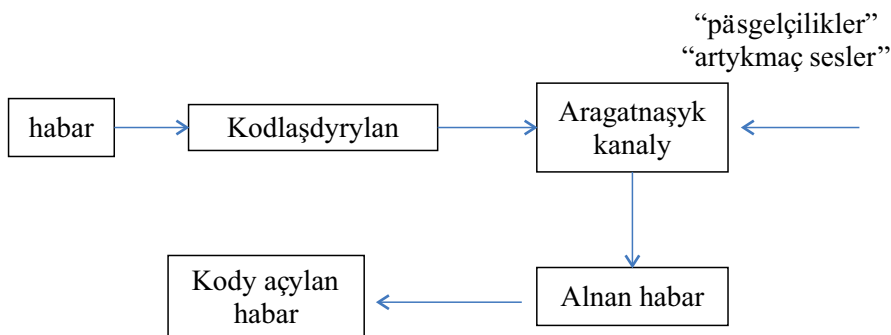 “päsgelçilikler”
“artykmaç sesler”
habar
Kodlaşdyrylan
Aragatnaşyk
kanaly
Kody açylan
habar
Alnan habar